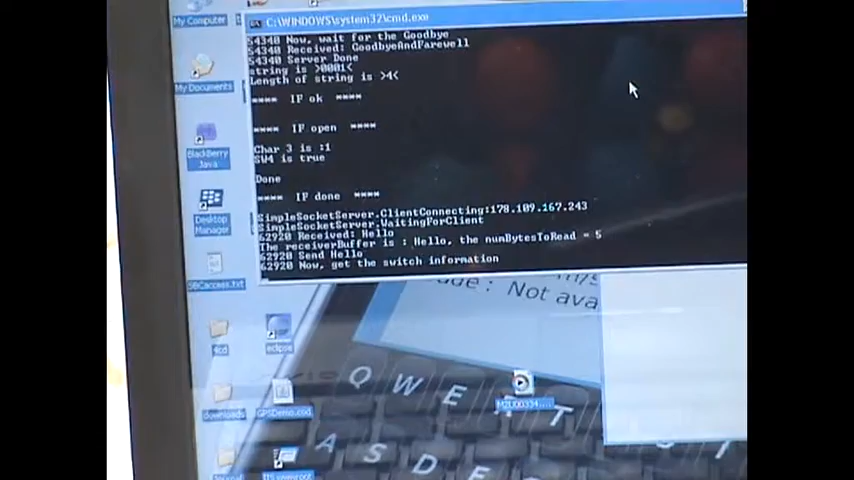 C:\WINDOWS\system32\cmd.exe
54340 Now, wait for the Goodbye
54340 Received: GoodbyeAndFarewell
54340 Server Done
string is >0001<
Length of string is >4<
**** IF ok ****
**** IF open ****
Char 3 is :1
SW4 is true
Done
**** IF done ****
SimpleSocketServer.ClientConnecting:178.109.167.243
SimpleSocketServer.WaitingForClient
62920 Received: Hello
The receiverBuffer is : Hello, the numBytesToRead = 5
62920 Send Hello
62920 Now, get the switch information
My Computer
My Documents
BlackBerry
Java
Desktop
Manager
SBCaccess.txt
eclipse
downloads
GPSDemo.cod
M2U00334....
Not ava
Q W E T
A S D F